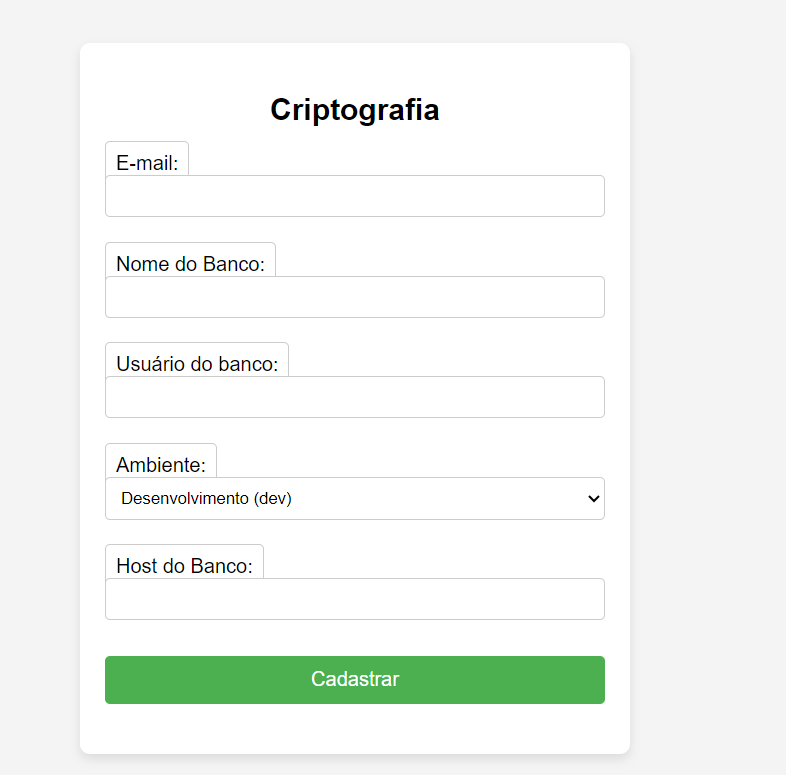 Criptografia
E-mail:
Nome do Banco:
Usuário do banco:
Ambiente:
Desenvolvimento (dev)
Host do Banco:
Cadastrar